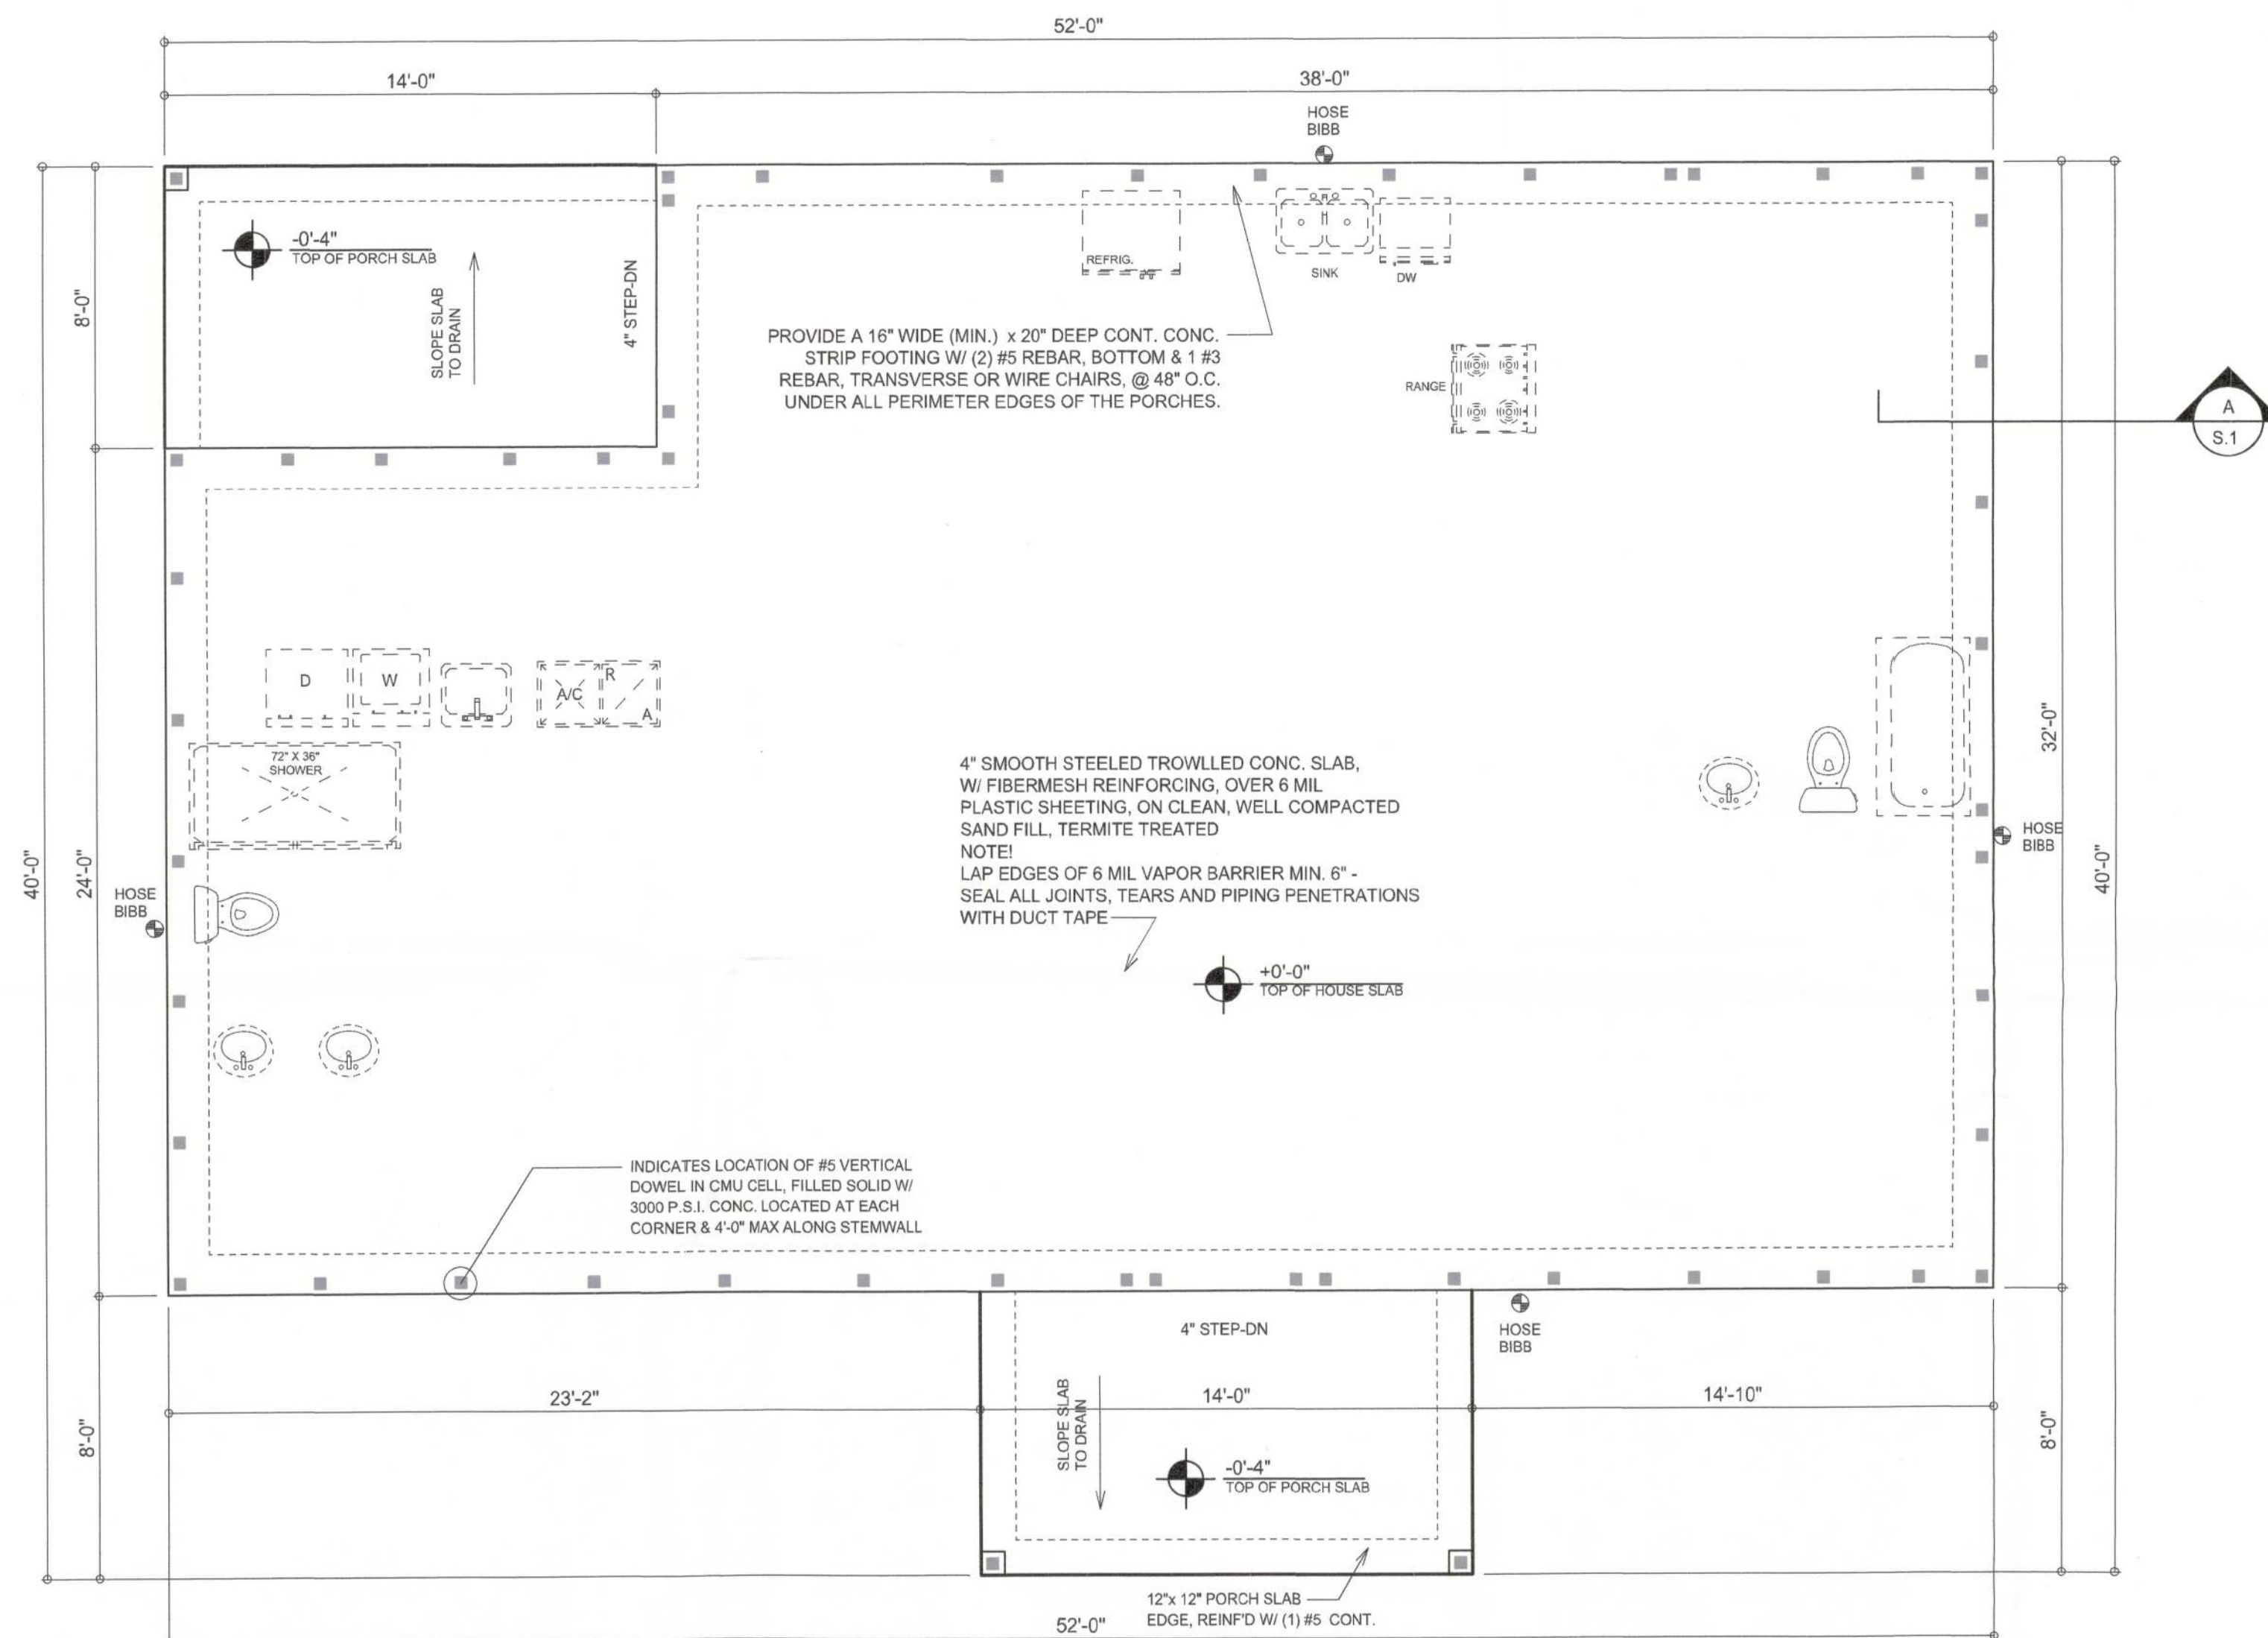 52'-0"
14'-0"
38'-0"
HOSE
BIBB
-0'-4"
TOP OF PORCH SLAB
SLOPE SLAB
TO DRAIN
4" STEP-DN
8'-0"
REFRIG.
SINK
DW
PROVIDE A 16" WIDE (MIN.) x 20" DEEP CONT. CONC.
STRIP FOOTING W/ (2) #5 REBAR, BOTTOM & 1 #3
REBAR, TRANSVERSE OR WIRE CHAIRS, @ 48" O.C.
UNDER ALL PERIMETER EDGES OF THE PORCHES.
RANGE
A
S.1
D
W
A/C
R
A
72" X 36"
SHOWER
4" SMOOTH STEELED TROWLLED CONC. SLAB,
W/ FIBERMESH REINFORCING, OVER 6 MIL
PLASTIC SHEETING, ON CLEAN, WELL COMPACTED
SAND FILL, TERMITE TREATED
NOTE!
LAP EDGES OF 6 MIL VAPOR BARRIER MIN. 6" -
SEAL ALL JOINTS, TEARS AND PIPING PENETRATIONS
WITH DUCT TAPE
32'-0"
HOSE
BIBB
40'-0"
40'-0"
24'-0"
HOSE
BIBB
+0'-0"
TOP OF HOUSE SLAB
INDICATES LOCATION OF #5 VERTICAL
DOWEL IN CMU CELL, FILLED SOLID W/
3000 P.S.I. CONC. LOCATED AT EACH
CORNER & 4'-0" MAX ALONG STEMWALL
4" STEP-DN
HOSE
BIBB
8'-0"
23'-2"
SLOPE SLAB
TO DRAIN
14'-0"
14'-10"
8'-0"
-0'-4"
TOP OF PORCH SLAB
12"x 12" PORCH SLAB
EDGE, REINF'D W/ (1) #5 CONT.
52'-0"